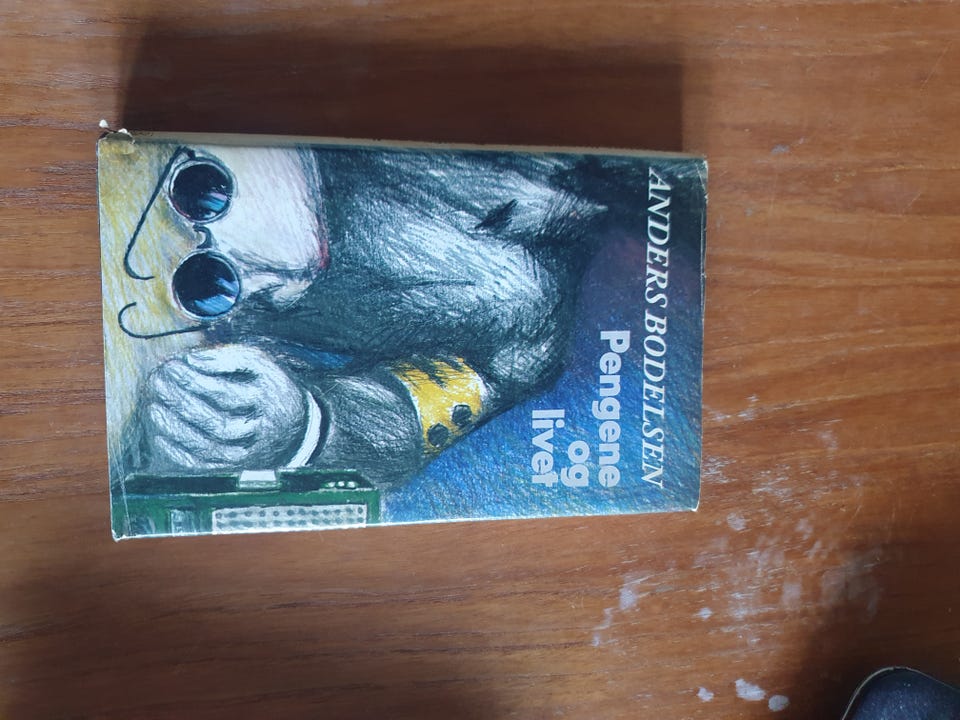 ANDERS BODELSEN
Pengene
og
livet